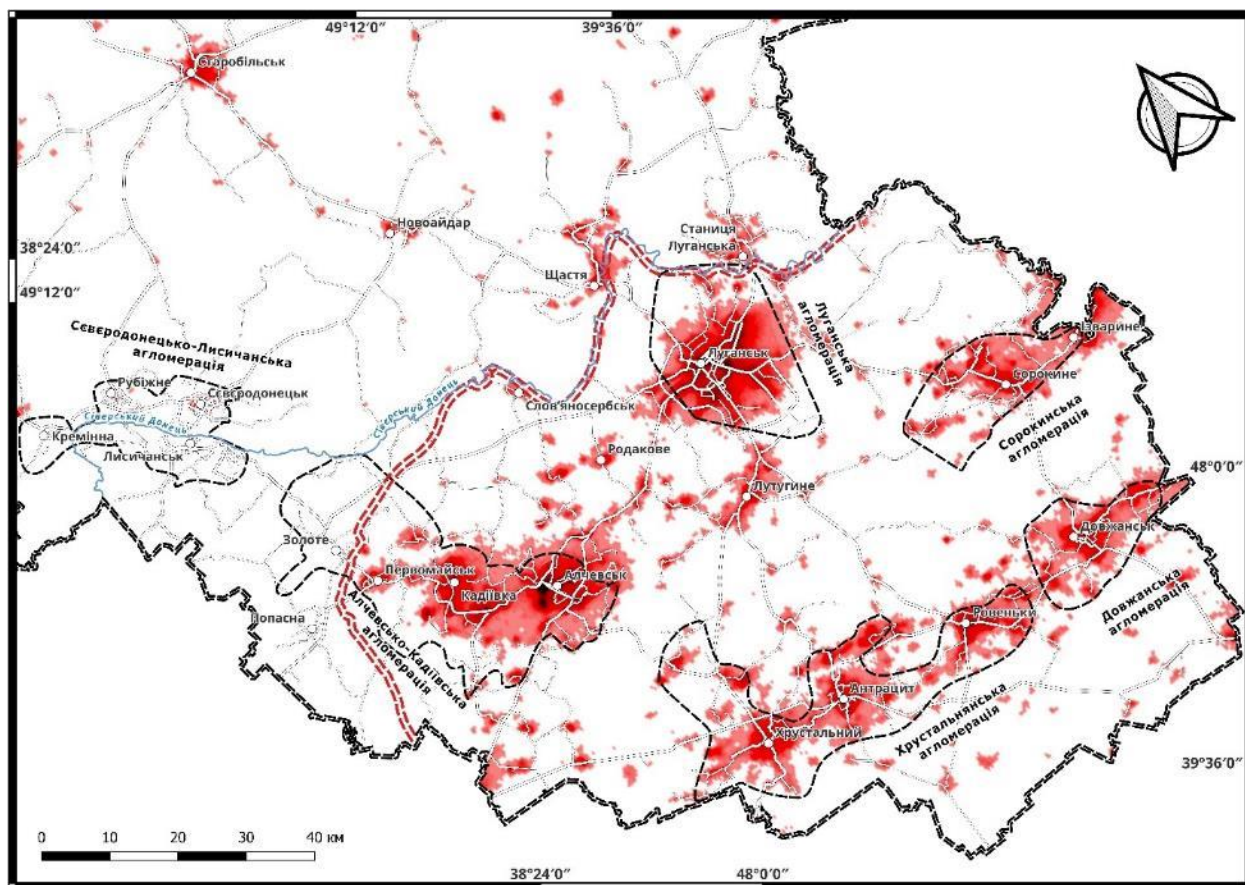 49°12′0″
39°36′0″
Старобільськ
Новоайдар
Станиця
Луганська
38°24′0″
49°12′0″
Щастя
Луганська
агломерація
Ізварине
Сєвєродонецько-Лисичанська
агломерація
Рубіжне
Сєвєродонецьк
Луганськ
Сорокине
Слов'яносербськ
Сіверський Донець
Сіверський Донець
Кремінна
Лисичанськ
Сорокинська
агломерація
Родакове
48°0′0″
Лутугине
Золоте
Довжанськ
Первомайськ
Кадіївка
Алчевськ
Попасна
Алчевсько-Кадіївська
агломерація
Ровеньки
Довжанська
агломерація
Антрацит
Хрустальний
Хрустальнянська
агломерація
39°36′0″
0 10 20 30 40 км
38°24′0″
48°0′0″